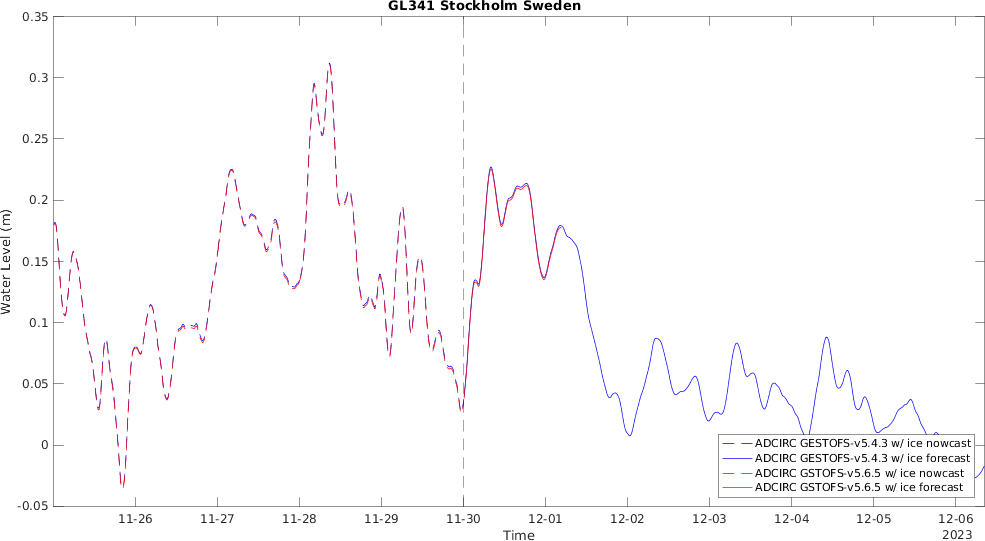 GL341 Stockholm Sweden
0.35
0.3
0.25
0.2
0.15
0.1
0.05
0
-0.05
Water Level (m)
11-26 11-27 11-28 11-29 11-30 12-01 12-02 12-03 12-04 12-05 12-06
Time
2023
ADCIRC GESTOFS-v5.4.3 w/ ice nowcast
ADCIRC GESTOFS-v5.4.3 w/ ice forecast
ADCIRC GSTOFS-v5.6.5 w/ ice nowcast
ADCIRC GSTOFS-v5.6.5 w/ ice forecast